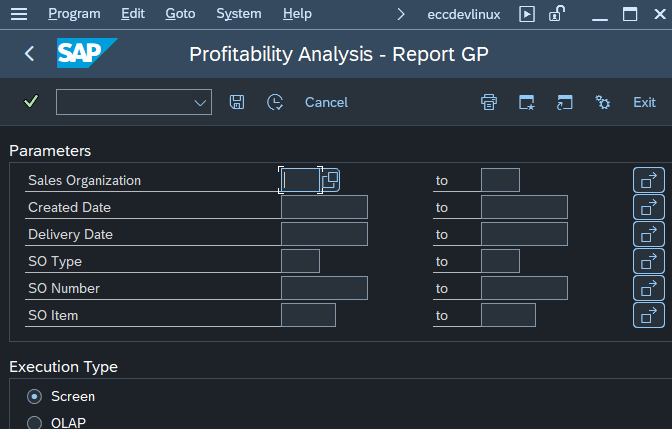 Program Edit Goto System Help eccdevlinux
SAP Profitability Analysis - Report GP
Cancel Exit
Parameters
Sales Organization to
Created Date to
Delivery Date to
SO Type to
SO Number to
SO Item to
Execution Type
Screen
OLAP